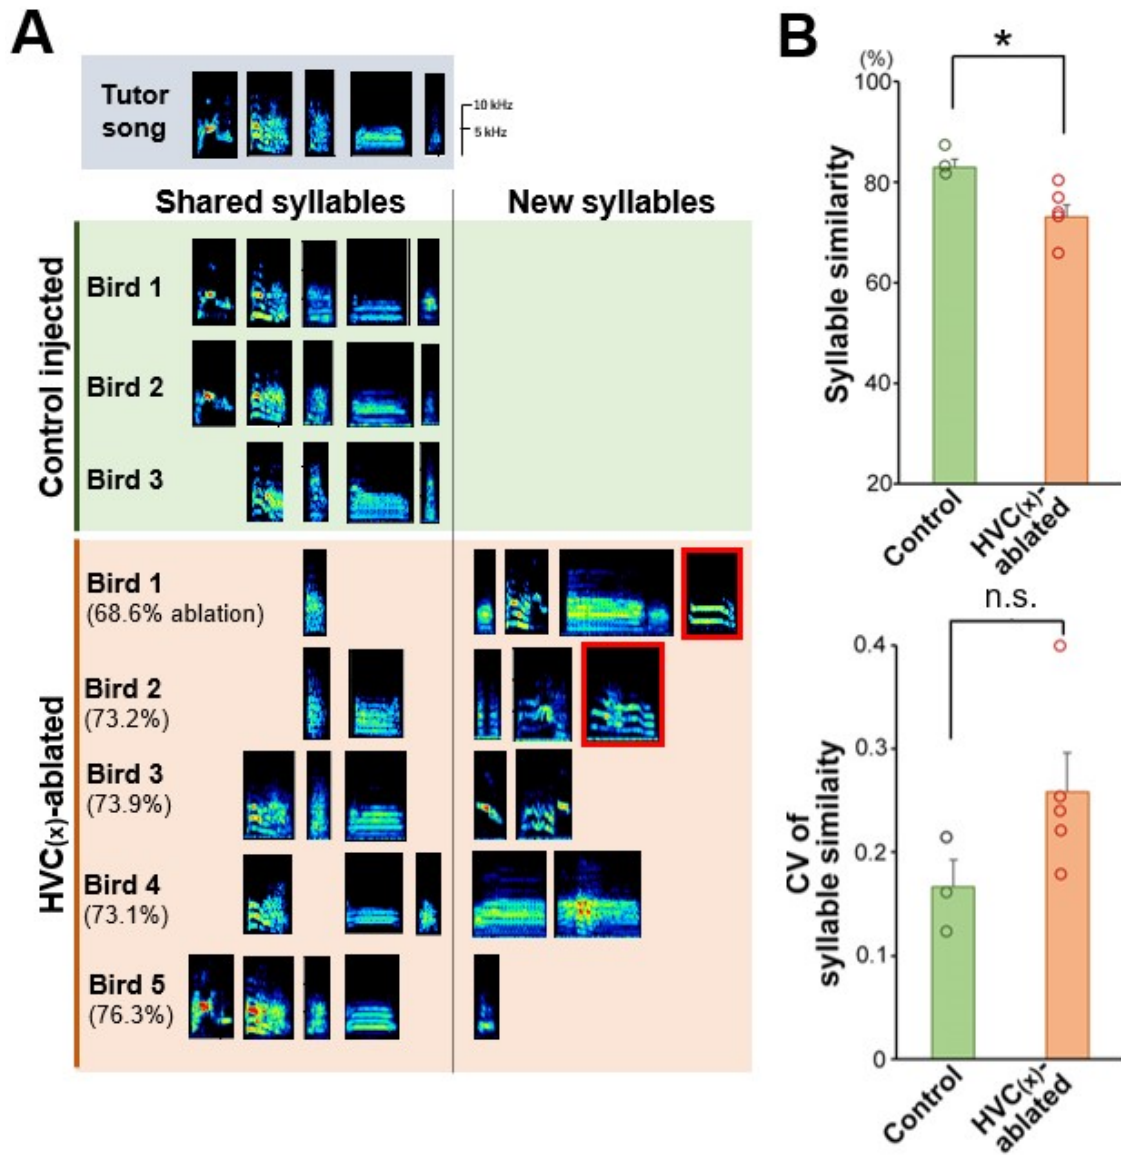 A
Tutor
song
10 kHz
5 kHz
Shared syllables
New syllables
Control injected
Bird 1
Bird 2
Bird 3
HVC(x)-ablated
Bird 1
(68.6% ablation)
Bird 2
(73.2%)
Bird 3
(73.9%)
Bird 4
(73.1%)
Bird 5
(76.3%)
B
(%)
*
100
80
60
40
20
Syllable similarity
Control
HVC(x)-
ablated
n.s.
0.4
0.3
0.2
0.1
0
CV of
syllable similaity
Control
HVC(x)-
ablated